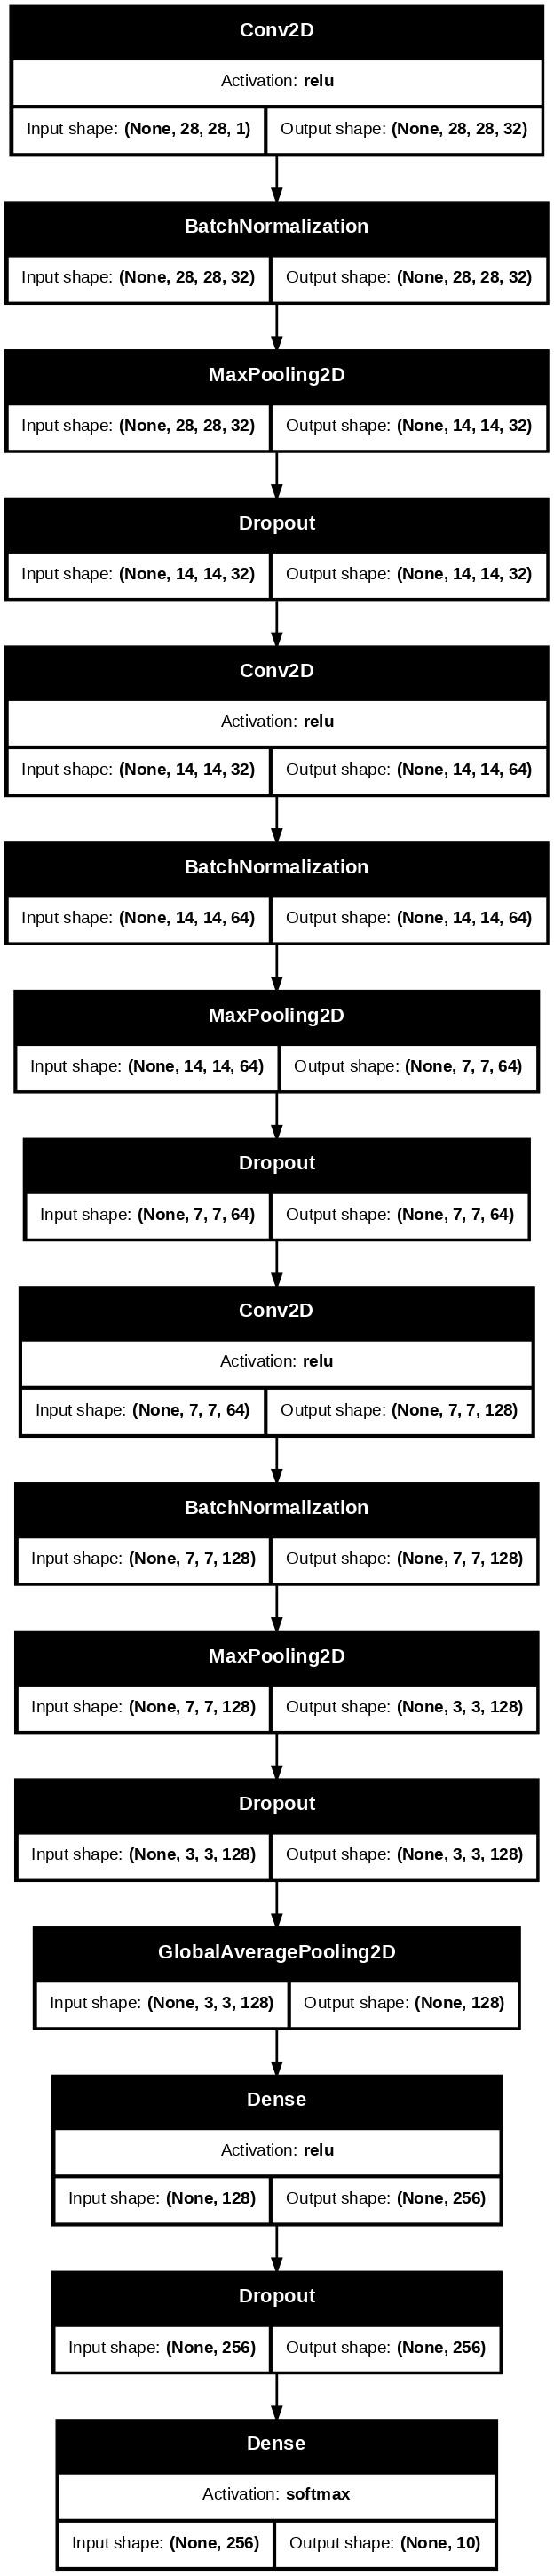 Conv2D
Activation: relu
Input shape: (None, 28, 28, 1) Output shape: (None, 28, 28, 32)
BatchNormalization
Input shape: (None, 28, 28, 32) Output shape: (None, 28, 28, 32)
MaxPooling2D
Input shape: (None, 28, 28, 32) Output shape: (None, 14, 14, 32)
Dropout
Input shape: (None, 14, 14, 32) Output shape: (None, 14, 14, 32)
Conv2D
Activation: relu
Input shape: (None, 14, 14, 32) Output shape: (None, 14, 14, 64)
BatchNormalization
Input shape: (None, 14, 14, 64) Output shape: (None, 14, 14, 64)
MaxPooling2D
Input shape: (None, 14, 14, 64) Output shape: (None, 7, 7, 64)
Dropout
Input shape: (None, 7, 7, 64) Output shape: (None, 7, 7, 64)
Conv2D
Activation: relu
Input shape: (None, 7, 7, 64) Output shape: (None, 7, 7, 128)
BatchNormalization
Input shape: (None, 7, 7, 128) Output shape: (None, 7, 7, 128)
MaxPooling2D
Input shape: (None, 7, 7, 128) Output shape: (None, 3, 3, 128)
Dropout
Input shape: (None, 3, 3, 128) Output shape: (None, 3, 3, 128)
GlobalAveragePooling2D
Input shape: (None, 3, 3, 128) Output shape: (None, 128)
Dense
Activation: relu
Input shape: (None, 128) Output shape: (None, 256)
Dropout
Input shape: (None, 256) Output shape: (None, 256)
Dense
Activation: softmax
Input shape: (None, 256) Output shape: (None, 10)